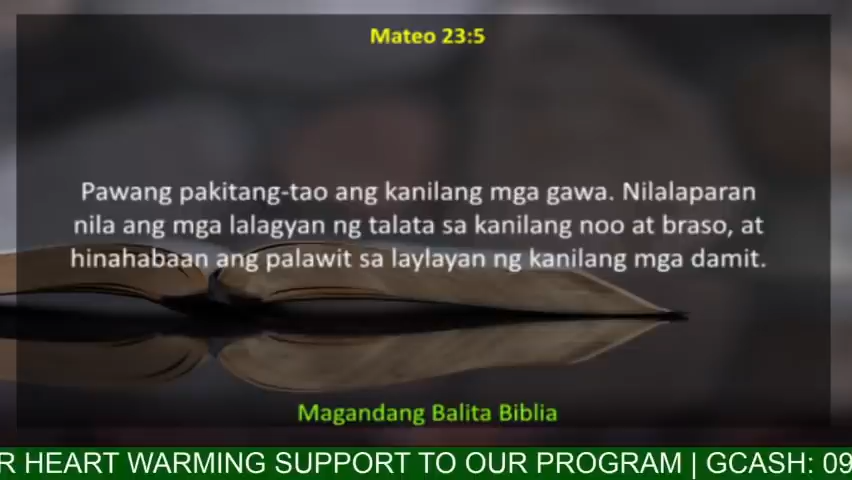 Mateo 23:5
Pawang pakitang-tao ang kanilang mga gawa. Nilalaparan
nila ang mga lalagyan ng talata sa kanilang noo at braso, at
hinahabaan ang palawit sa laylayan ng kanilang mga damit.
Magandang Balita Biblia
R HEART WARMING SUPPORT TO OUR PROGRAM | GCASH: 09